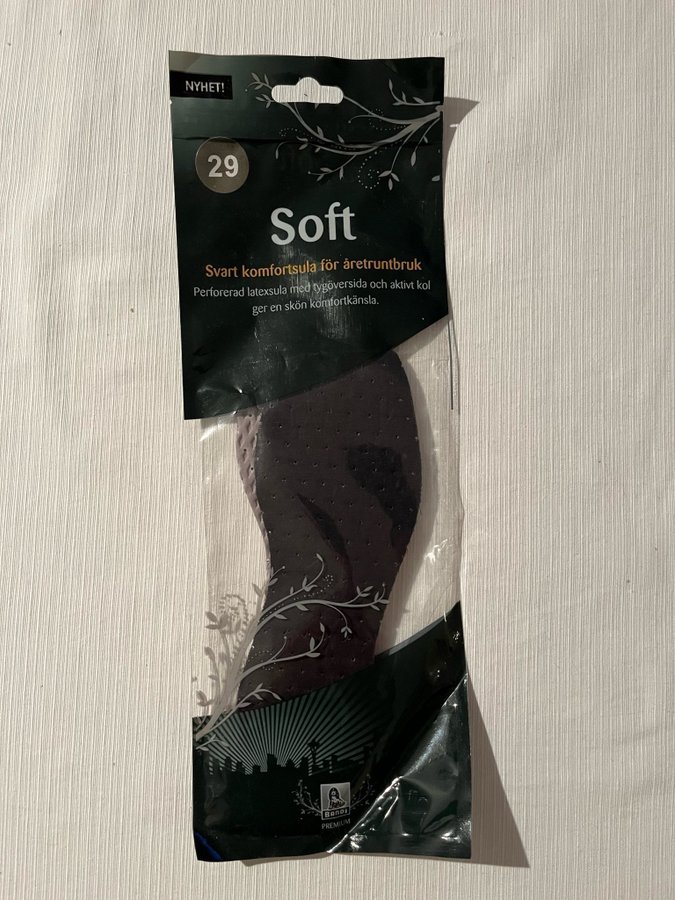 NYHET!
29
Soft
Svart komfortsula för åretruntbruk
Perforerad latexsula med tygöversida och aktivt kol
ger en skön komfortkänsla.
PREMIUM